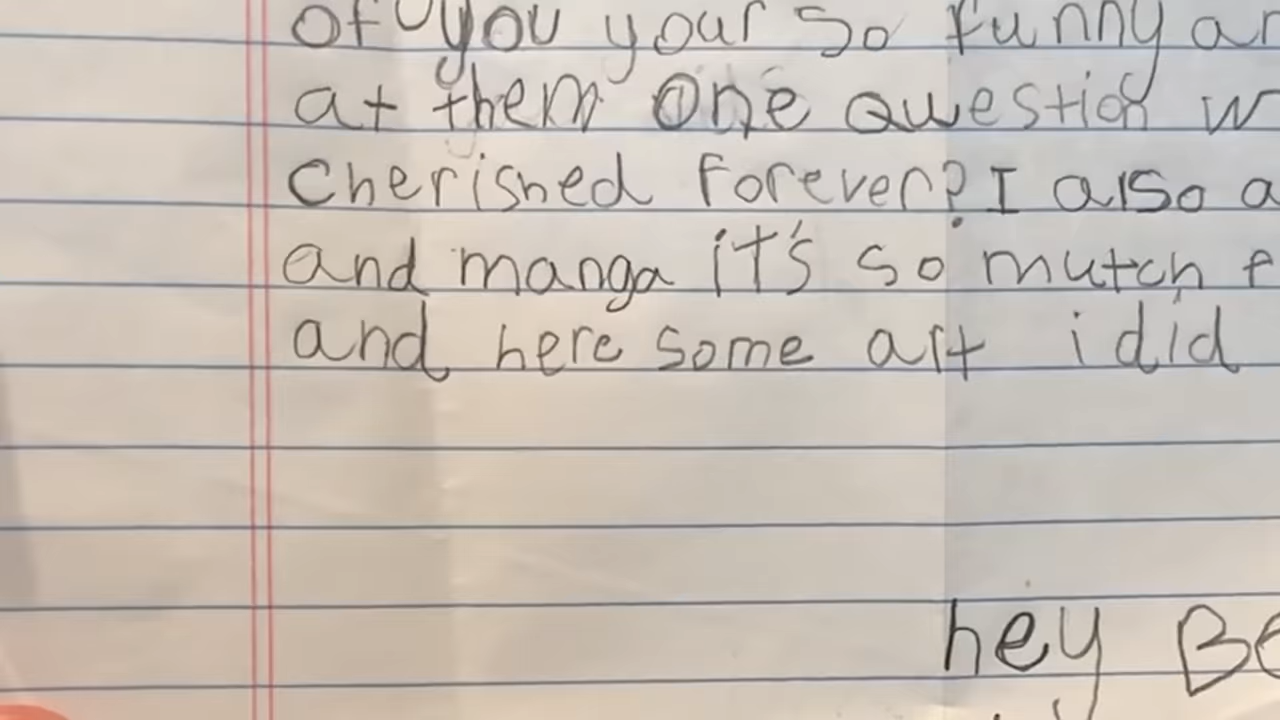 of you your so funny
at them One question
Cherished forever? I also
and manga it's so mutch
and here some art i did
hey